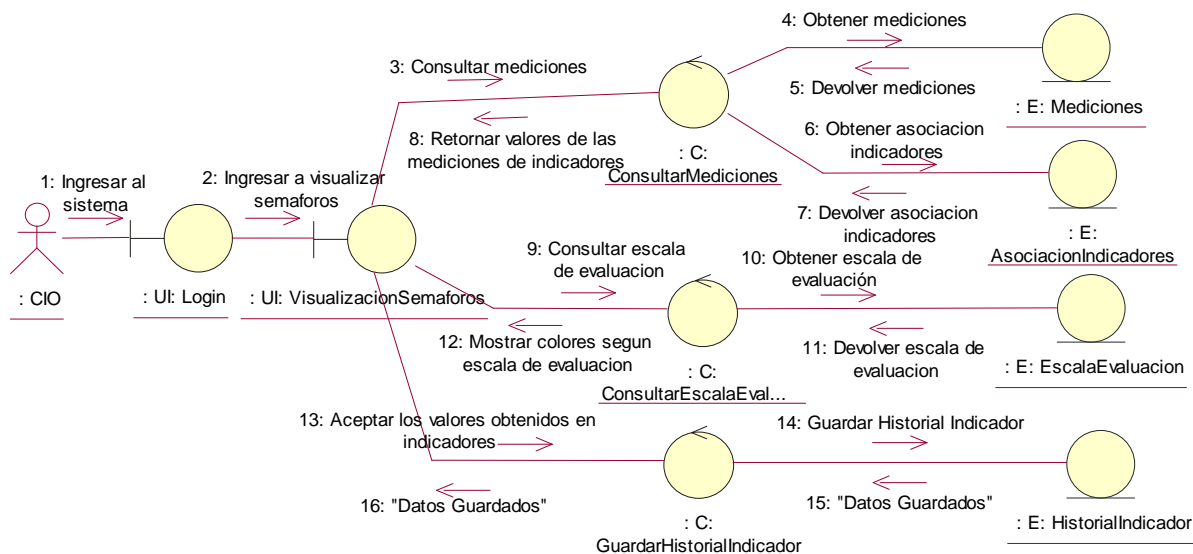 1: Ingresar al
sistema
2: Ingresar a visualizar
semaforos
3: Consultar mediciones
4: Obtener mediciones
5: Devolver mediciones
6: Obtener asociacion
indicadores
7: Devolver asociacion
indicadores
8: Retornar valores de las
mediciones de indicadores
9: Consultar escala
de evaluacion
10: Obtener escala de
evaluación
11: Devolver escala de
evaluacion
12: Mostrar colores segun
escala de evaluacion
13: Aceptar los valores obtenidos en
indicadores
14: Guardar Historial Indicador
15: "Datos Guardados"
16: "Datos Guardados"
: CIO
: UI: Login
: UI: VisualizacionSemaforos
: C:
ConsultarMediciones
: E: Mediciones
: E:
AsociacionIndicadores
: C:
ConsultarEscalaEval...
: E: EscalaEvaluacion
: C:
GuardarHistorialIndicador
: E: HistorialIndicador